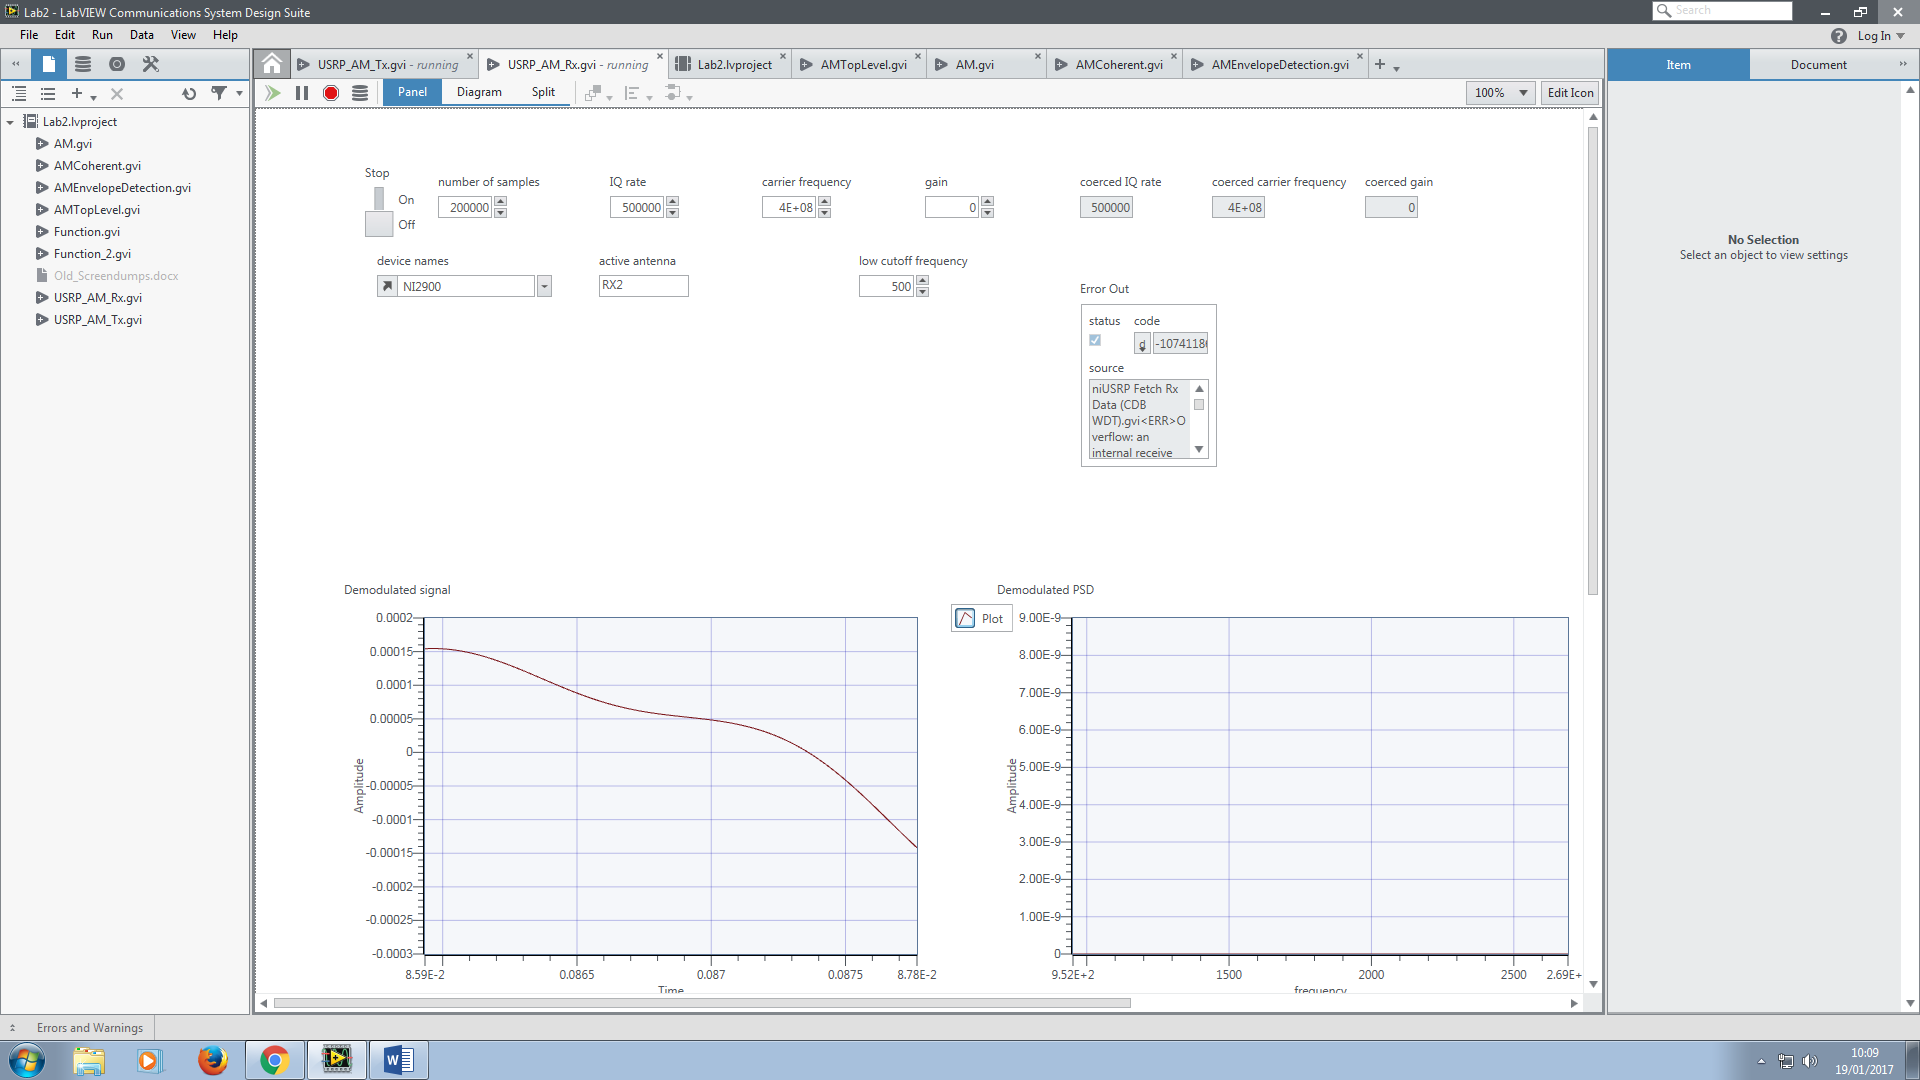 Lab2 - LabVIEW Communications System Design Suite
Search
File Edit Run Data View Help
Log In
USRP_AM_Tx.gvi - running
USRP_AM_Rx.gvi - running
Lab2.lvproject
AMTopLevel.gvi
AM.gvi
AMCoherent.gvi
AMEnvelopeDetection.gvi
Item
Document
Panel Diagram Split
100%
Edit Icon
Lab2.lvproject
AM.gvi
AMCoherent.gvi
AMEnvelopeDetection.gvi
AMTopLevel.gvi
Function.gvi
Function_2.gvi
Old_Screendumps.docx
USRP_AM_Rx.gvi
USRP_AM_Tx.gvi
Stop
On
Off
number of samples
200000
IQ rate
500000
carrier frequency
4E+08
gain
0
coerced IQ rate
500000
coerced carrier frequency
4E+08
coerced gain
0
device names
NI2900
active antenna
RX2
low cutoff frequency
500
Error Out
status code
d -1074118
source
niUSRP Fetch Rx
Data (CDB
WDT).gvi<ERR>O
verflow: an
internal receive
No Selection
Select an object to view settings
Demodulated signal
0.0002
0.00015
0.0001
0.00005
0
-0.00005
-0.0001
-0.00015
-0.0002
-0.00025
-0.0003
Amplitude
8.59E-2 0.0865 0.087 0.0875 8.78E-2
Time
Demodulated PSD
Plot
9.00E-9
8.00E-9
7.00E-9
6.00E-9
5.00E-9
4.00E-9
3.00E-9
2.00E-9
1.00E-9
0
Amplitude
9.52E+2 1500 2000 2500 2.69E+
frequency
Errors and Warnings
10:09
19/01/2017